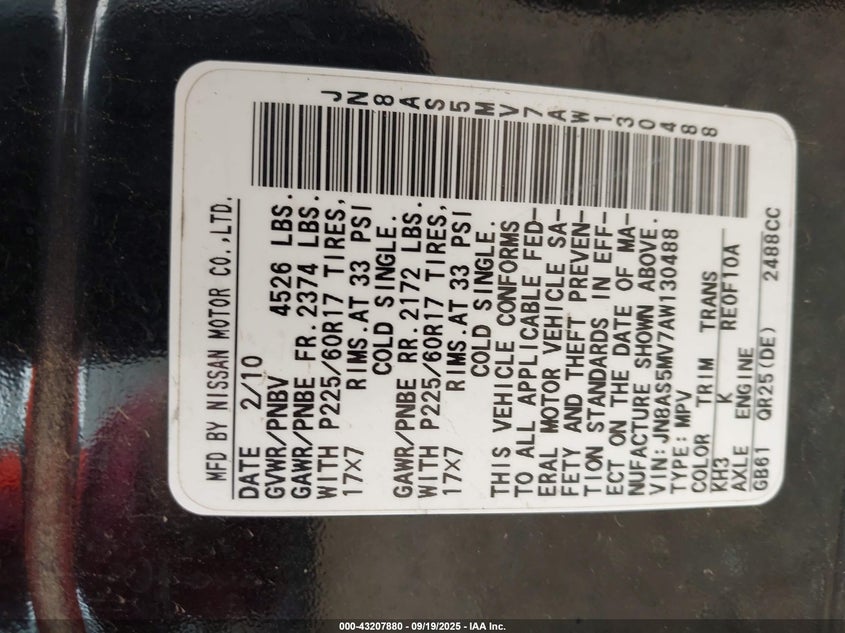 MFD BY NISSAN MOTOR CO.,LTD.
DATE 2/10
GVWR/PNBV 4526 LBS.
GAWR/PNBE FR.2374 LBS.
WITH P225/60R17 TIRES,
17X7 RIMS.AT 33 PSI
COLD SINGLE.
GAWR/PNBE RR.2172 LBS.
WITH P225/60R17 TIRES,
17X7 RIMS.AT 33 PSI
COLD SINGLE.
THIS VEHICLE CONFORMS
TO ALL APPLICABLE FED-
ERAL MOTOR VEHICLE SA-
FETY AND THEFT PREVEN-
TION STANDARDS IN EFF-
ECT ON THE DATE OF MA-
NUFACTURE SHOWN ABOVE.
VIN:JN8AS5MV7AW130488
TYPE:MPV
COLOR TRIM TRANS
KH3 K RE0F10A
AXLE ENGINE
GB61 QR25(DE) 2488CC
JN8AS5MV7AW130488
000-43207880 - 09/19/2025 - IAA Inc.